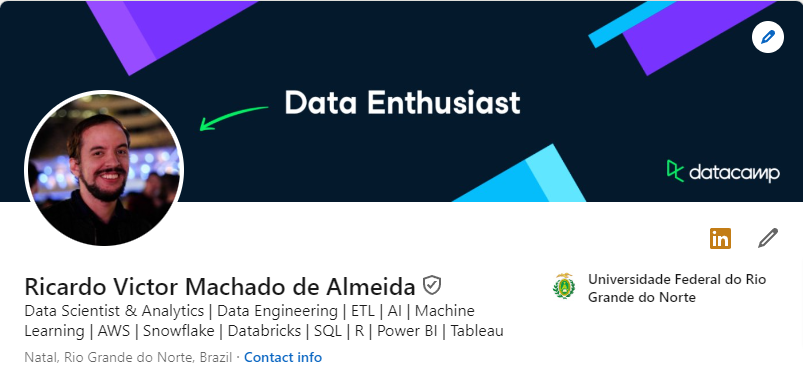 Data Enthusiast
datacamp
in
Ricardo Victor Machado de Almeida
Data Scientist & Analytics | Data Engineering | ETL | AI | Machine
Learning | AWS | Snowflake | Databricks | SQL | R | Power BI | Tableau
Natal, Rio Grande do Norte, Brazil · Contact info
Universidade Federal do Rio
Grande do Norte